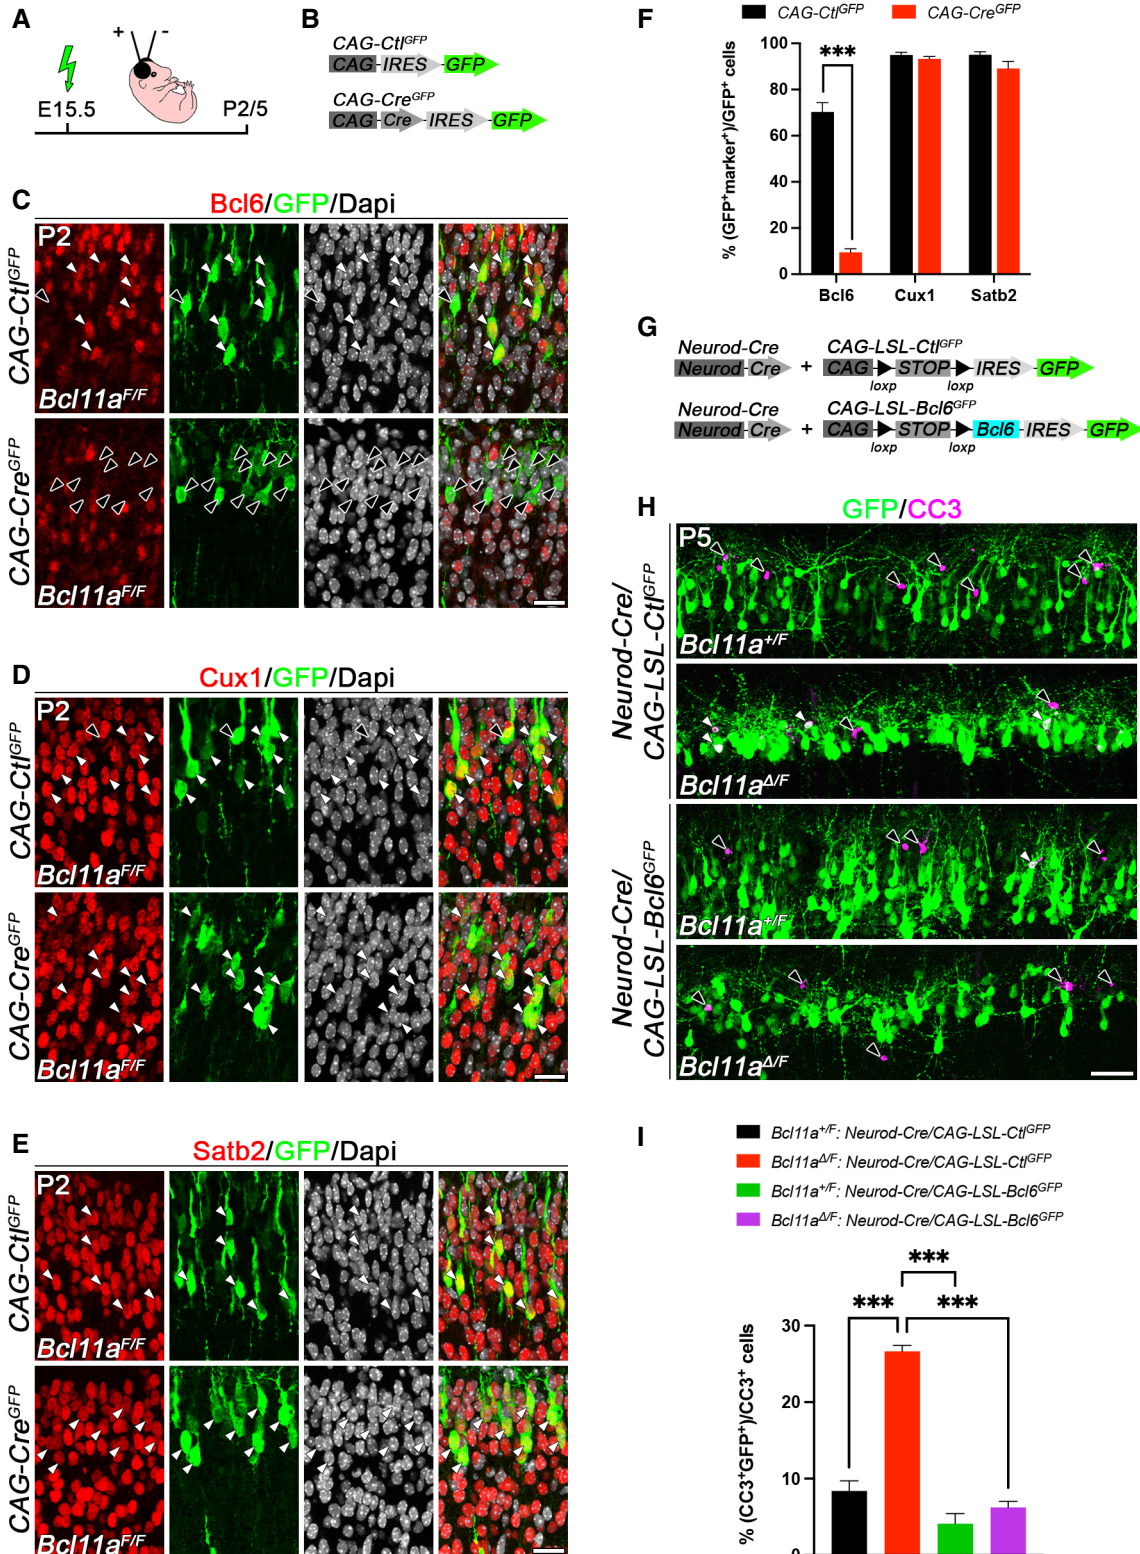 A
+ -
E15.5
P2/5
B
CAG-Ctl^GFP
CAG IRES GFP
CAG-Cre^GFP
CAG Cre IRES GFP
C
Bcl6/GFP/Dapi
P2
CAG-Ctl^GFP
Bcl11a^F/F
CAG-Cre^GFP
Bcl11a^F/F
D
Cux1/GFP/Dapi
P2
CAG-Ctl^GFP
Bcl11a^F/F
CAG-Cre^GFP
Bcl11a^F/F
E
Satb2/GFP/Dapi
P2
CAG-Ctl^GFP
Bcl11a^F/F
CAG-Cre^GFP
Bcl11a^F/F
F
CAG-Ctl^GFP
CAG-Cre^GFP
% (GFP⁺marker⁺)/GFP⁺ cells
100
80
60
40
20
0
***
Bcl6 Cux1 Satb2
G
Neurod-Cre CAG-LSL-Ctl^GFP
Neurod Cre + CAG STOP IRES GFP
loxp loxp
Neurod-Cre CAG-LSL-Bcl6^GFP
Neurod Cre + CAG STOP Bcl6 IRES GFP
loxp loxp
H
GFP/CC3
Neurod-Cre/
CAG-LSL-Ctl^GFP
P5
Bcl11a^+/F
Bcl11a^Δ/F
Neurod-Cre/
CAG-LSL-Bcl6^GFP
Bcl11a^+/F
Bcl11a^Δ/F
I
Bcl11a^+/F: Neurod-Cre/CAG-LSL-Ctl^GFP
Bcl11a^Δ/F: Neurod-Cre/CAG-LSL-Ctl^GFP
Bcl11a^+/F: Neurod-Cre/CAG-LSL-Bcl6^GFP
Bcl11a^Δ/F: Neurod-Cre/CAG-LSL-Bcl6^GFP
% (CC3⁺GFP⁺)/CC3⁺ cells
***
*** ***
30
20
10
0